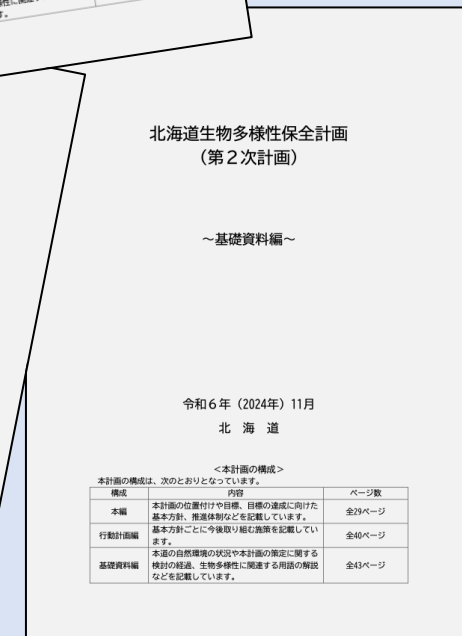 す。
北海道生物多様性保全計画
（第２次計画）
～基礎資料編～
令和６年（2024年）11月
北 海 道
＜本計画の構成＞
本計画の構成は、次のとおりとなっています。
構成 内容 ページ数
本編 本計画の位置付けや目標、目標の達成に向けた
基本方針、推進体制などを記載しています。 全29ページ
行動計画編 基本方針ごとに今後取り組む施策を記載してい
ます。 全40ページ
基礎資料編 本道の自然環境の状況や本計画の策定に関する
検討の経過、生物多様性に関連する用語の解説
などを記載しています。 全43ページ